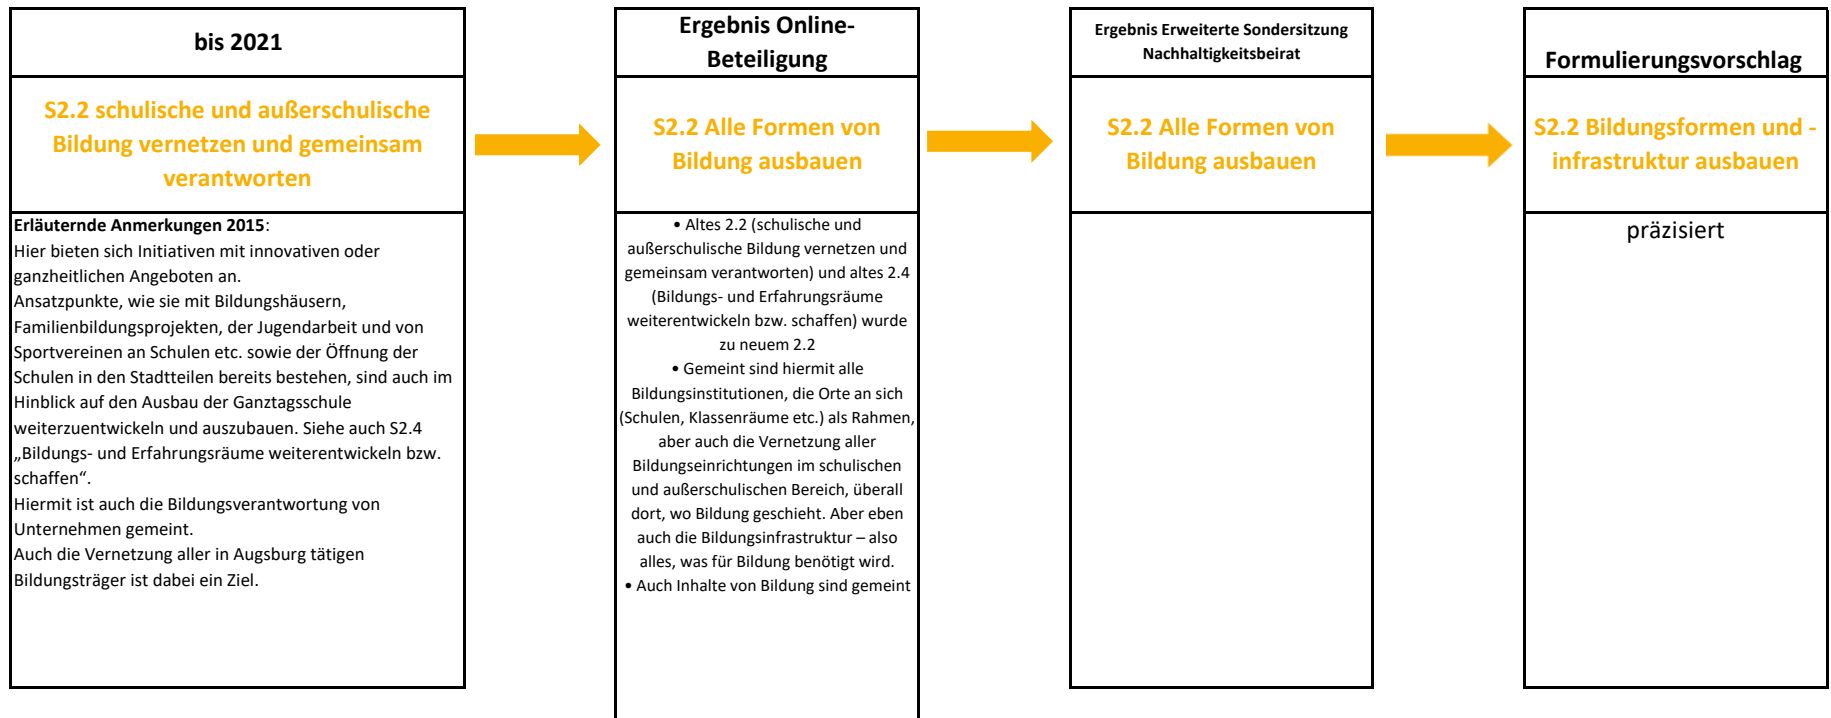 bis 2021
S2.2 schulische und außerschulische
Bildung vernetzen und gemeinsam
verantworten
Erläuternde Anmerkungen 2015:
Hier bieten sich Initiativen mit innovativen oder
ganzheitlichen Angeboten an.
Ansatzpunkte, wie sie mit Bildungshäusern,
Familienbildungsprojekten, der Jugendarbeit und von
Sportvereinen an Schulen etc. sowie der Öffnung der
Schulen in den Stadtteilen bereits bestehen, sind auch im
Hinblick auf den Ausbau der Ganztagsschule
weiterzuentwickeln und auszubauen. Siehe auch S2.4
„Bildungs- und Erfahrungsräume weiterentwickeln bzw.
schaffen“.
Hiermit ist auch die Bildungsverantwortung von
Unternehmen gemeint.
Auch die Vernetzung aller in Augsburg tätigen
Bildungsträger ist dabei ein Ziel.
Ergebnis Online-
Beteiligung
S2.2 Alle Formen von
Bildung ausbauen
• Altes 2.2 (schulische und
außerschulische Bildung vernetzen und
gemeinsam verantworten) und altes 2.4
(Bildungs- und Erfahrungsräume
weiterentwickeln bzw. schaffen) wurde
zu neuem 2.2
• Gemeint sind hiermit alle
Bildungsinstitutionen, die Orte an sich
(Schulen, Klassenräume etc.) als Rahmen,
aber auch die Vernetzung aller
Bildungseinrichtungen im schulischen
und außerschulischen Bereich, überall
dort, wo Bildung geschieht. Aber eben
auch die Bildungsinfrastruktur – also
alles, was für Bildung benötigt wird.
• Auch Inhalte von Bildung sind gemeint
Ergebnis Erweiterte Sondersitzung
Nachhaltigkeitsbeirat
S2.2 Alle Formen von
Bildung ausbauen
Formulierungsvorschlag
S2.2 Bildungsformen und -
infrastruktur ausbauen
präzisiert